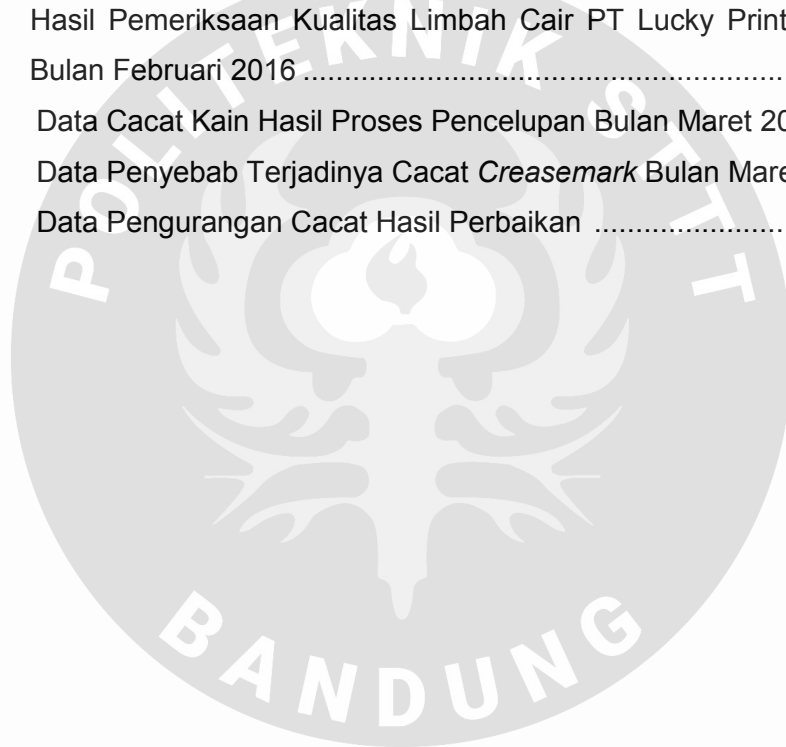 Hasil Pemeriksaan Kualitas Limbah Cair PT Lucky Print
Bulan Februari 2016 ............................................................
Data Cacat Kain Hasil Proses Pencelupan Bulan Maret 20
Data Penyebab Terjadinya Cacat Creasemark Bulan Mare
Data Pengurangan Cacat Hasil Perbaikan .......................
POLITEKNIK STTT
BANDUNG